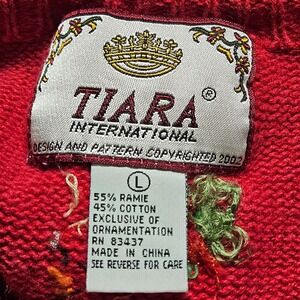 TIARA ®
INTERNATIONAL
DESIGN AND PATTERN COPYRIGHTED 2002
L
55% RAMIE
45% COTTON
EXCLUSIVE OF
ORNAMENTATION
RN 83437
MADE IN CHINA
SEE REVERSE FOR CARE